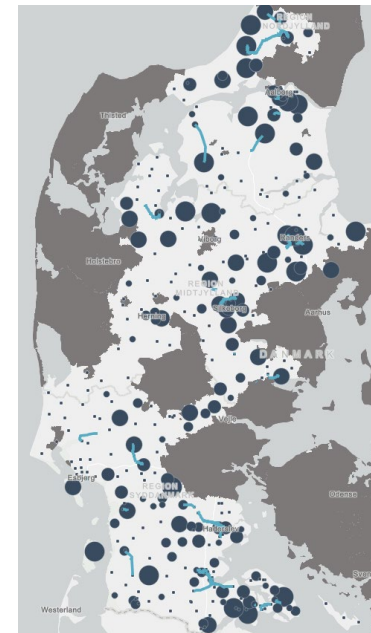 REGION
NORDJYLLAND
Aalborg
Thisted
Viborg
Randers
Holstebro
REGION
MIDTJYLLAND
Silkeborg
Herning
Aarhus
DANMARK
Vejle
Esbjerg
REGION
SYDDANMARK
Odense
Haderslev
Svendborg
Westerland